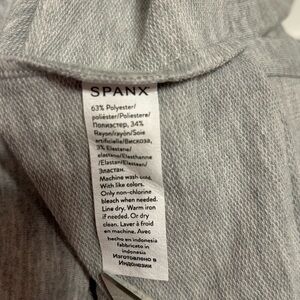 SPANX
63% Polyester/
poliéster/Poliestere/
Полиэстер, 34%
Rayon/rayón/Soie
artificielle/Вискоза,
3% Elastane/
elastano/Elasthanne
/Elastan/Elasteen/
Эластан.
Machine wash cold.
With like colors.
Only non-chlorine
bleach when needed.
Line dry. Warm iron
if needed. Or dry
clean. Laver à froid
en machine. Avec
hecho en indonesia
fabbricato in
indonesia
Изготовлено в
Индонезии